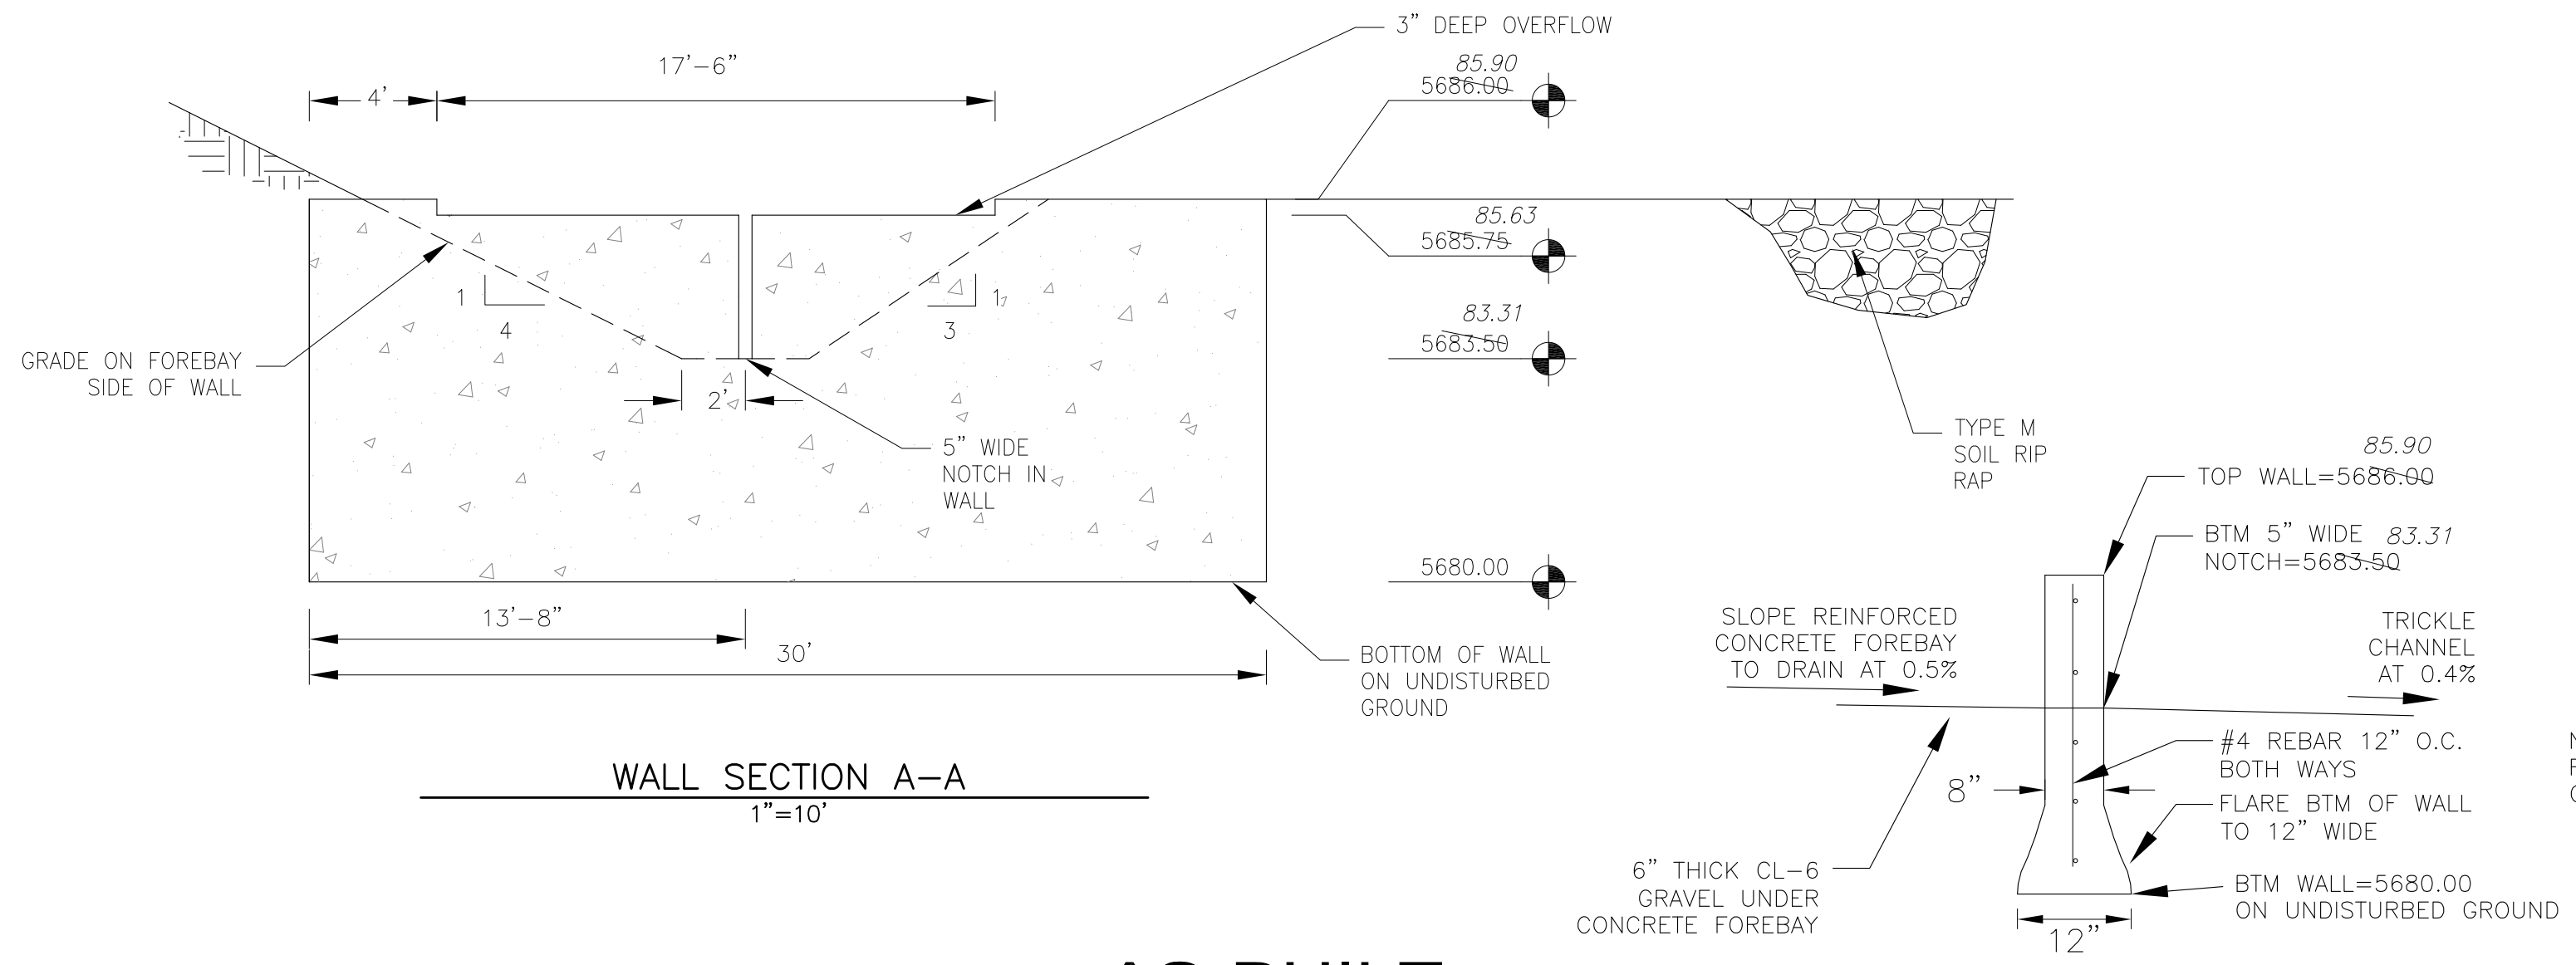 3" DEEP OVERFLOW
17'-6"
4'
85.90
5686.00
85.63
5685.75
83.31
5683.50
5680.00
1
4
1
3
GRADE ON FOREBAY
SIDE OF WALL
2'
5" WIDE
NOTCH IN
WALL
13'-8"
30'
BOTTOM OF WALL
ON UNDISTURBED
GROUND
WALL SECTION A-A
1"=10'
TYPE M
SOIL RIP
RAP
85.90
TOP WALL=5686.00
BTM 5" WIDE 83.31
NOTCH=5683.50
SLOPE REINFORCED
CONCRETE FOREBAY
TO DRAIN AT 0.5%
TRICKLE
CHANNEL
AT 0.4%
#4 REBAR 12" O.C.
BOTH WAYS
8"
FLARE BTM OF WALL
TO 12" WIDE
6" THICK CL-6
GRAVEL UNDER
CONCRETE FOREBAY
BTM WALL=5680.00
ON UNDISTURBED GROUND
12"